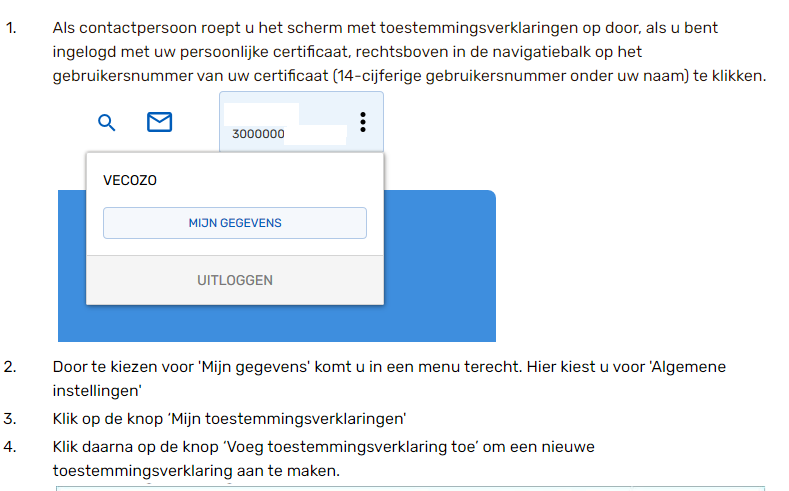 1. Als contactpersoon roept u het scherm met toestemmingsverklaringen op door, als u bent
ingelogd met uw persoonlijke certificaat, rechtsboven in de navigatiebalk op het
gebruikersnummer van uw certificaat (14-cijferige gebruikersnummer onder uw naam) te klikken.
3000000
VECOZO
MIJN GEGEVENS
UITLOGGEN
2. Door te kiezen voor 'Mijn gegevens' komt u in een menu terecht. Hier kiest u voor 'Algemene
instellingen'
3. Klik op de knop ‘Mijn toestemmingsverklaringen'
4. Klik daarna op de knop ‘Voeg toestemmingsverklaring toe’ om een nieuwe
toestemmingsverklaring aan te maken.